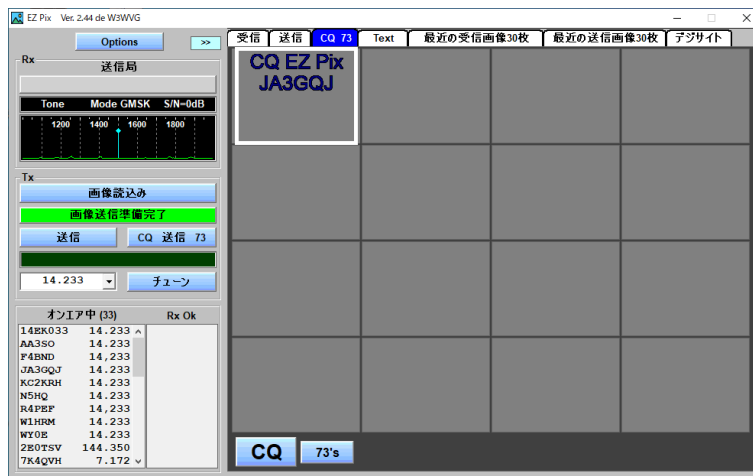 EZ Pix Ver. 2.44 de W3WVG
Options
>>
受信 送信 CQ 73 Text 最近の受信画像30枚 最近の送信画像30枚 デジサイト
Rx
送信局
Tone Mode GMSK S/N=0dB
1200 1400 1600 1800
Tx
画像読込み
画像送信準備完了
送信 CQ 送信 73
14.233 チューン
オンエア中 (33) Rx Ok
14EK033 14.233
AA3SO 14.233
F4BND 14,233
JA3GQJ 14.233
KC2KRH 14.233
N5HQ 14.233
R4PEF 14,233
W1HRM 14.233
WY0E 14.233
2E0TSV 144.350
7K4QVH 7.172
CQ EZ Pix
JA3GQJ
CQ 73's